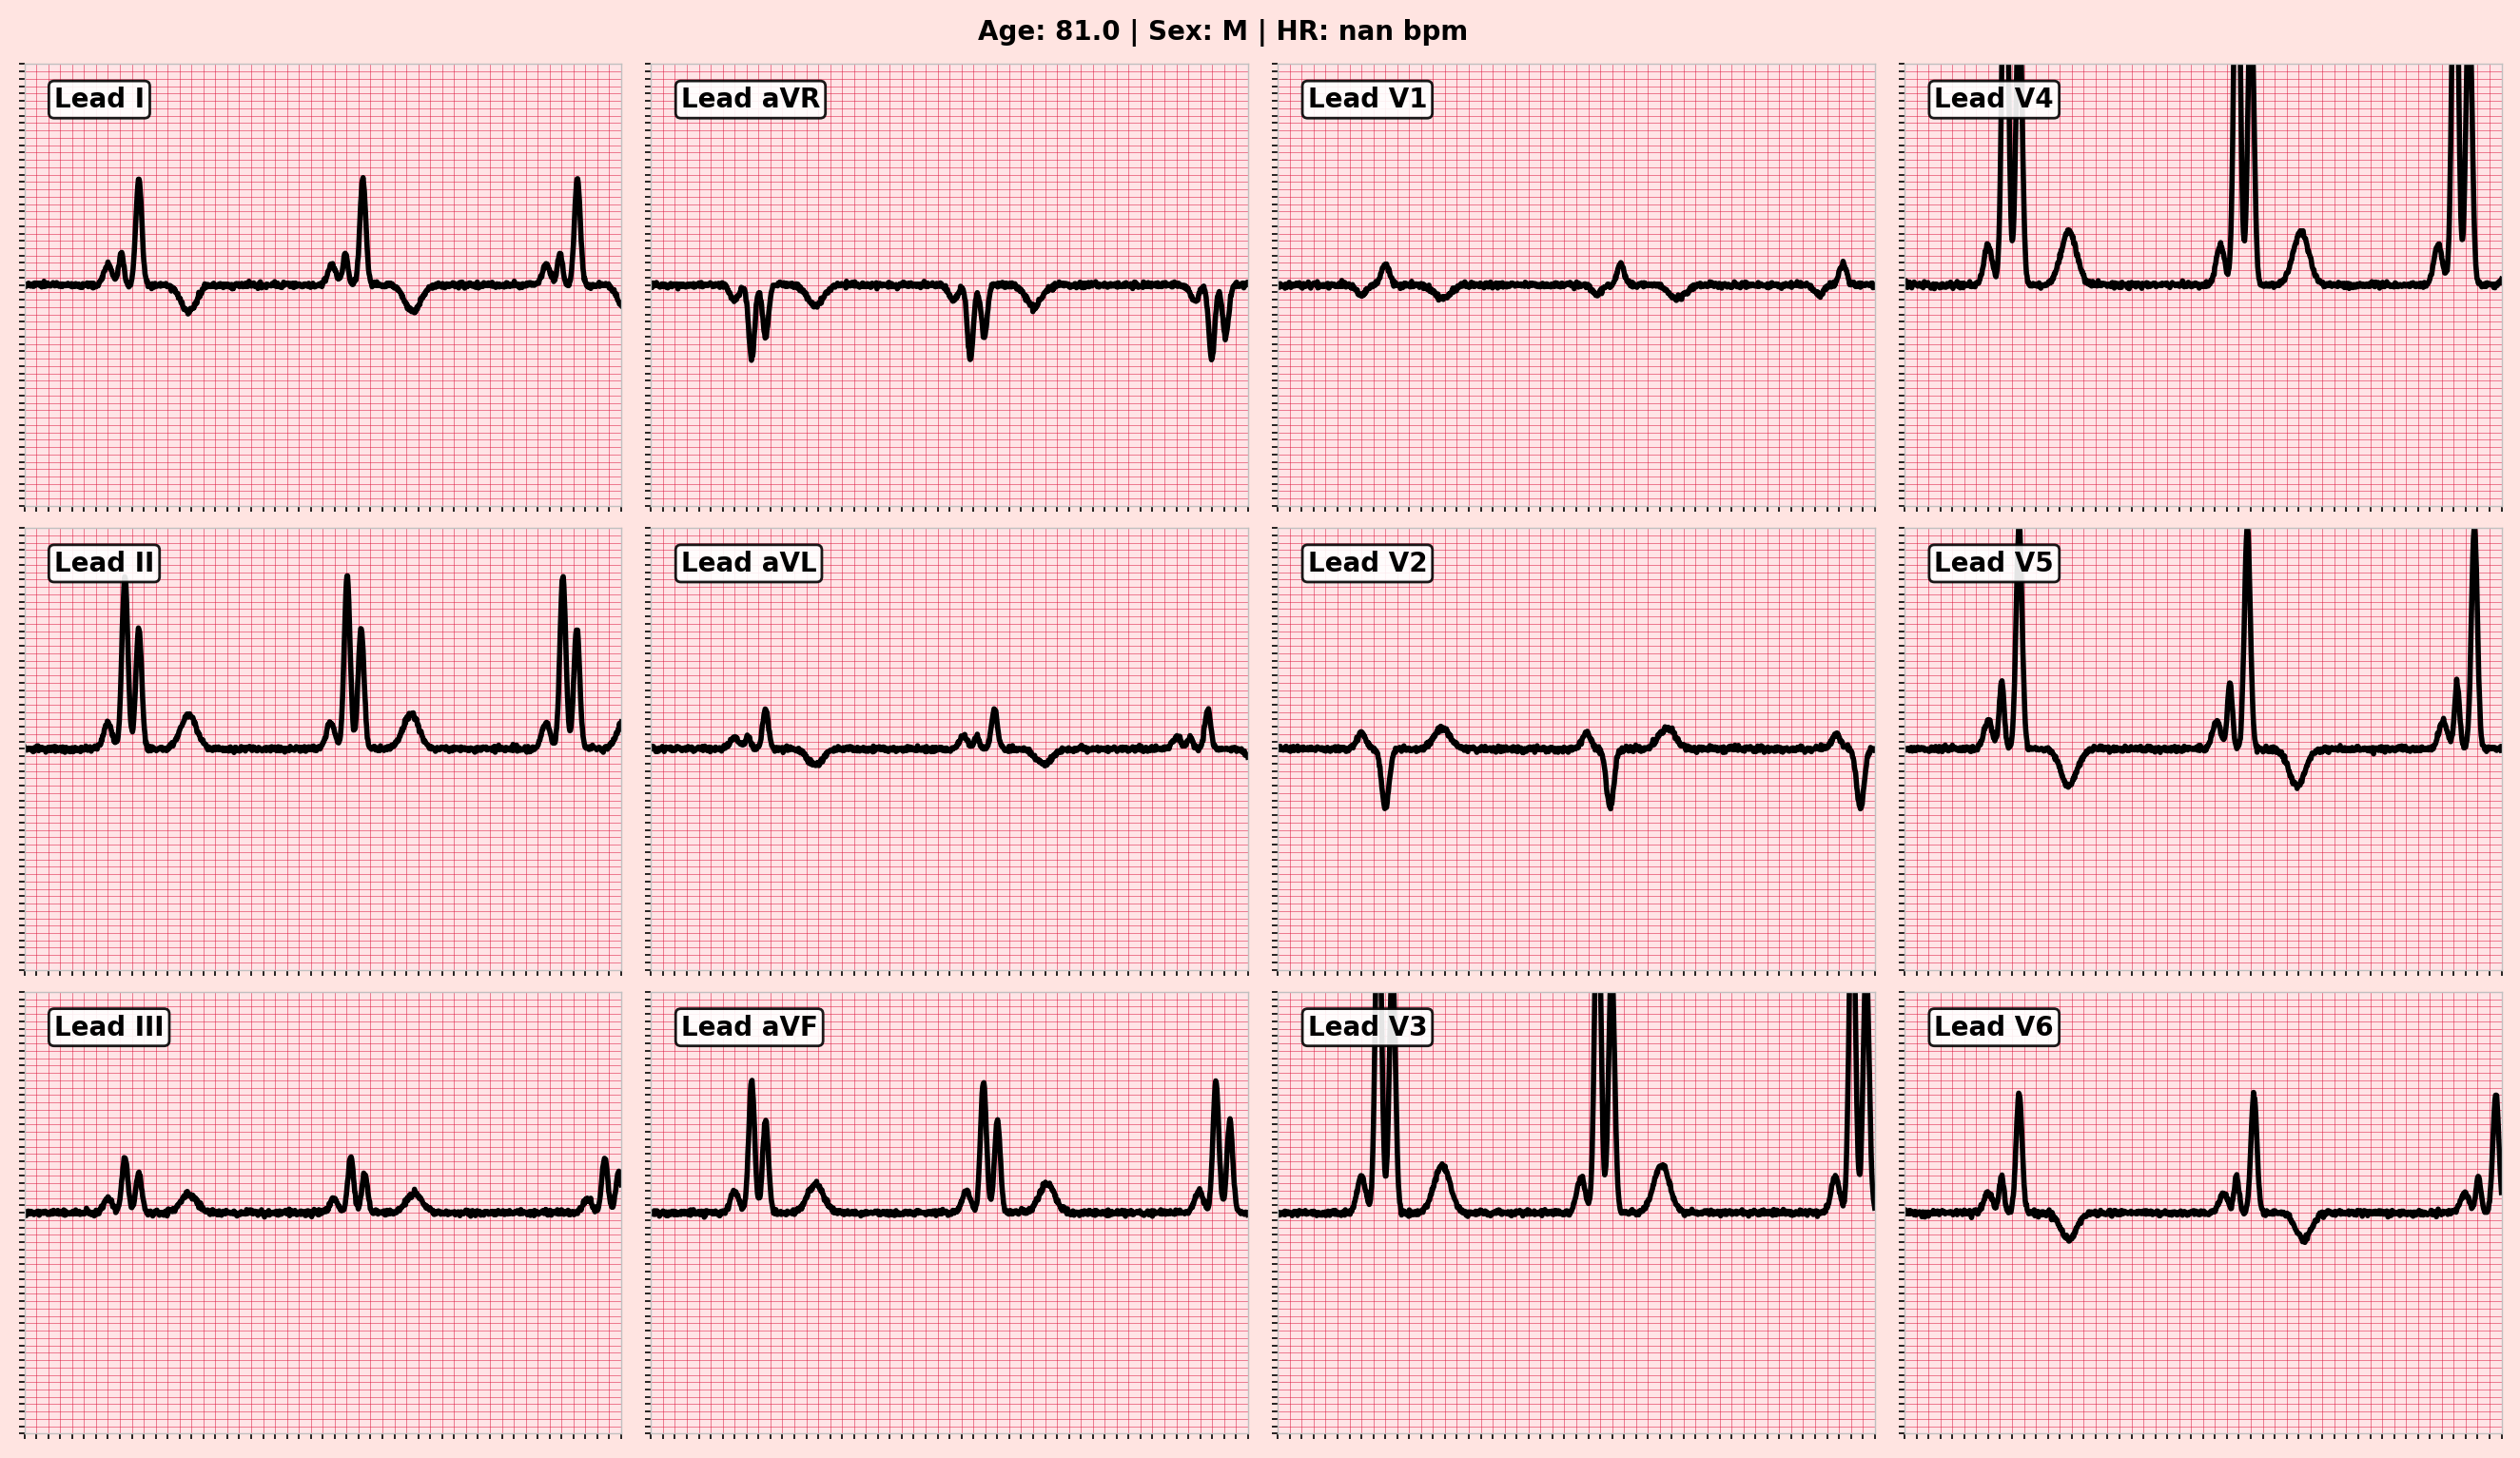 Age: 81.0 | Sex: M | HR: nan bpm
Lead I
Lead aVR
Lead V1
Lead V4
Lead II
Lead aVL
Lead V2
Lead V5
Lead III
Lead aVF
Lead V3
Lead V6